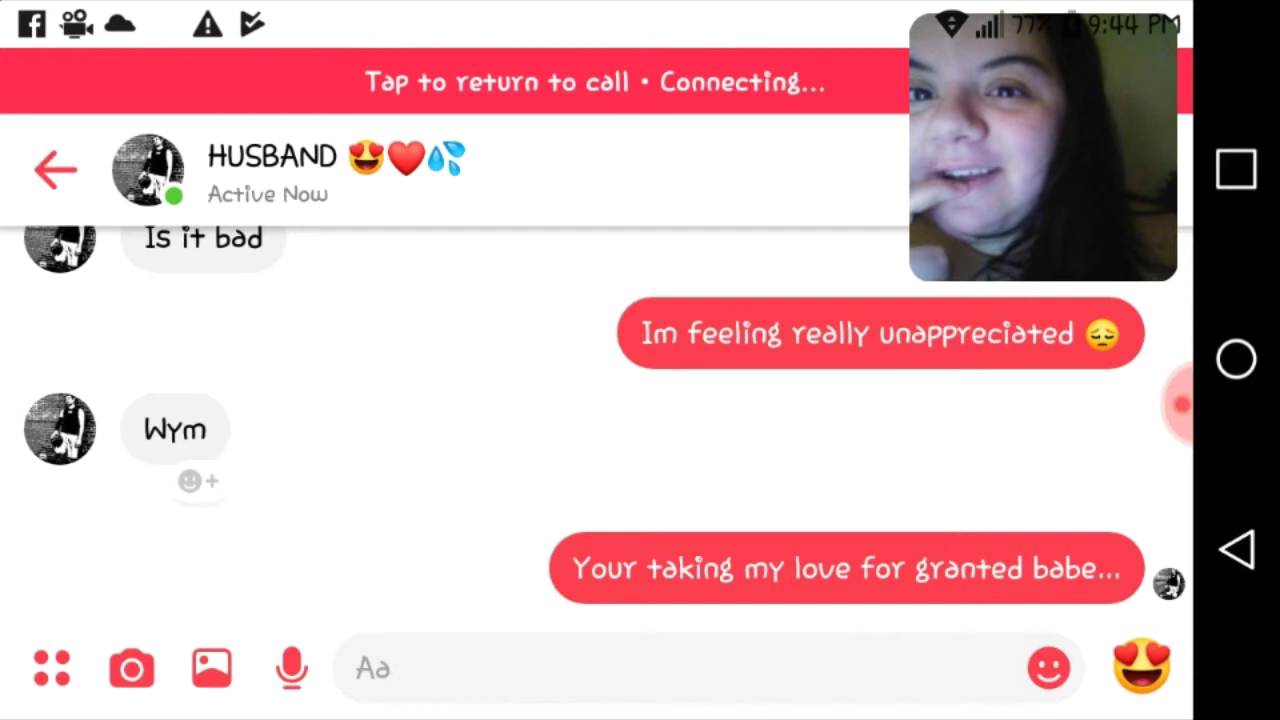 77% 9:44 PM
Tap to return to call • Connecting...
HUSBAND 😍❤️💦
Active Now
Is it bad
Im feeling really unappreciated 😔
Wym
Your taking my love for granted babe...
Aa